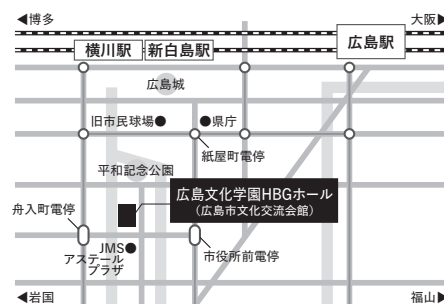 ◀博多
大阪▶
横川駅
新白島駅
広島駅
広島城
旧市民球場●
●県庁
紙屋町電停
平和記念公園
広島文化学園HBGホール
（広島市文化交流会館）
舟入町電停
JMS●
アステール
プラザ
市役所前電停
◀岩国
福山▶